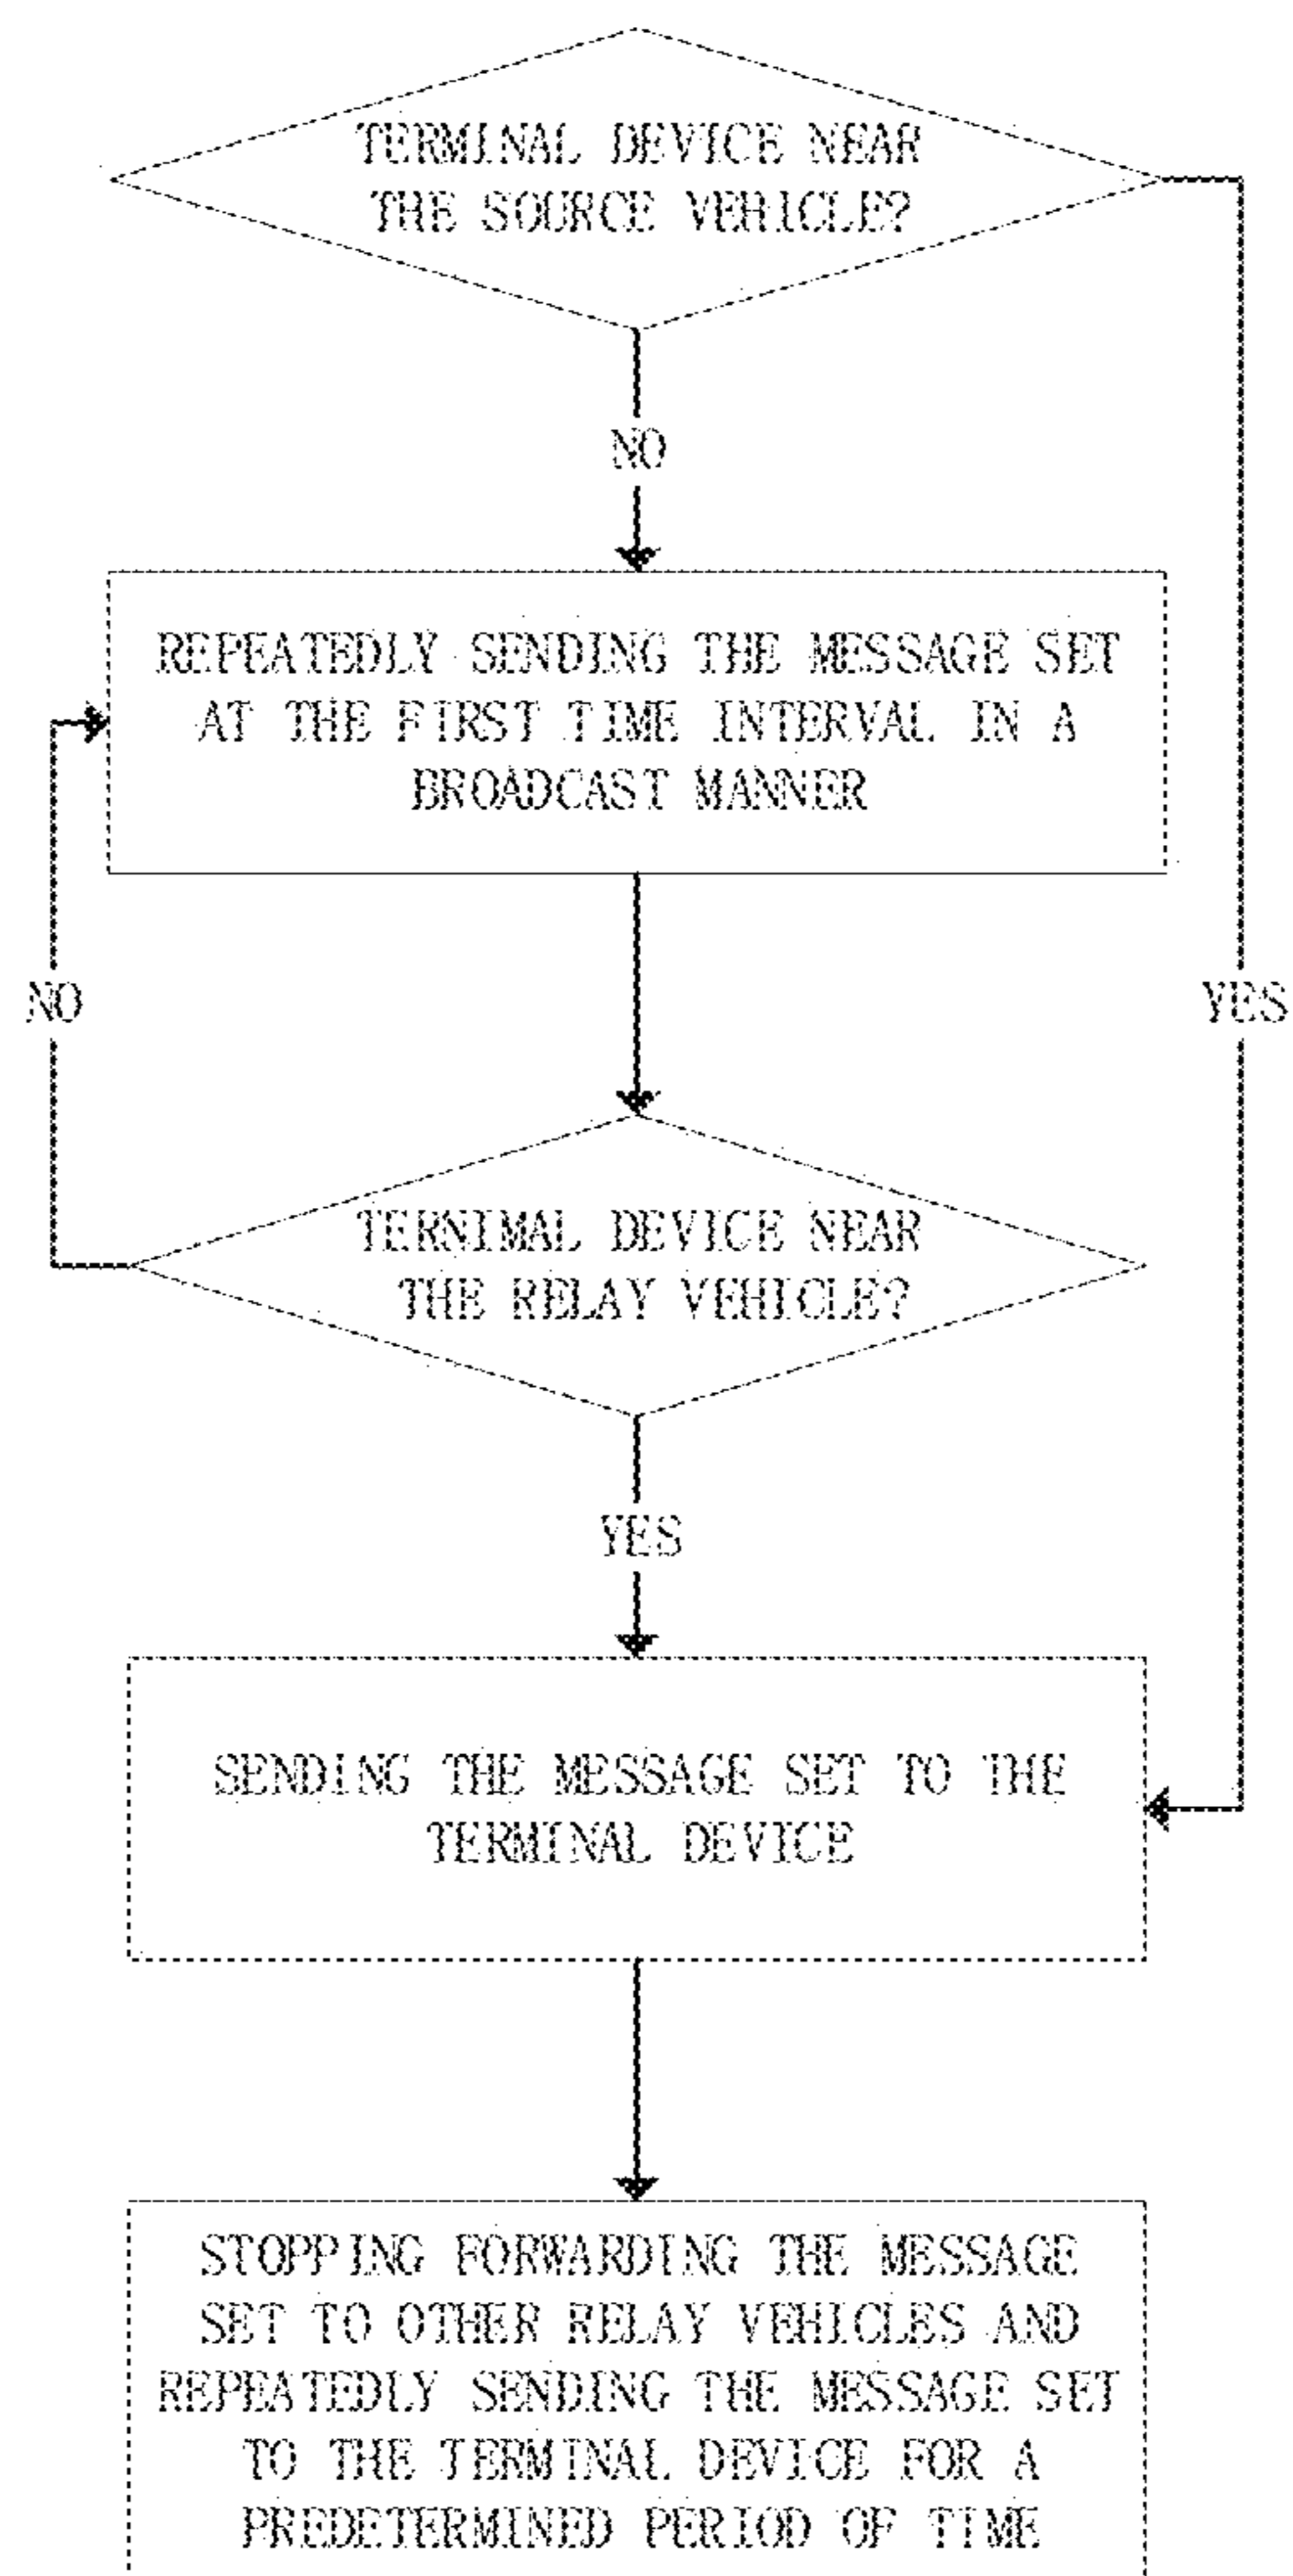 TERMINAL DEVICE NEAR
THE SOURCE VEHICLE?
NO
REPEATEDLY SENDING THE MESSAGE SET
AT THE FIRST TIME INTERVAL IN A
BROADCAST MANNER
NO
YES
TERNIMAL DEVICE NEAR
THE RELAY VEHICLE?
YES
SENDING THE MESSAGE SET TO THE
TERMINAL DEVICE
STOPPING FORWARDING THE MESSAGE
SET TO OTHER RELAY VEHICLES AND
REPEATEDLY SENDING THE MESSAGE SET
TO THE TERMINAL DEVICE FOR A
PREDETERMINED PERIOD OF TIME